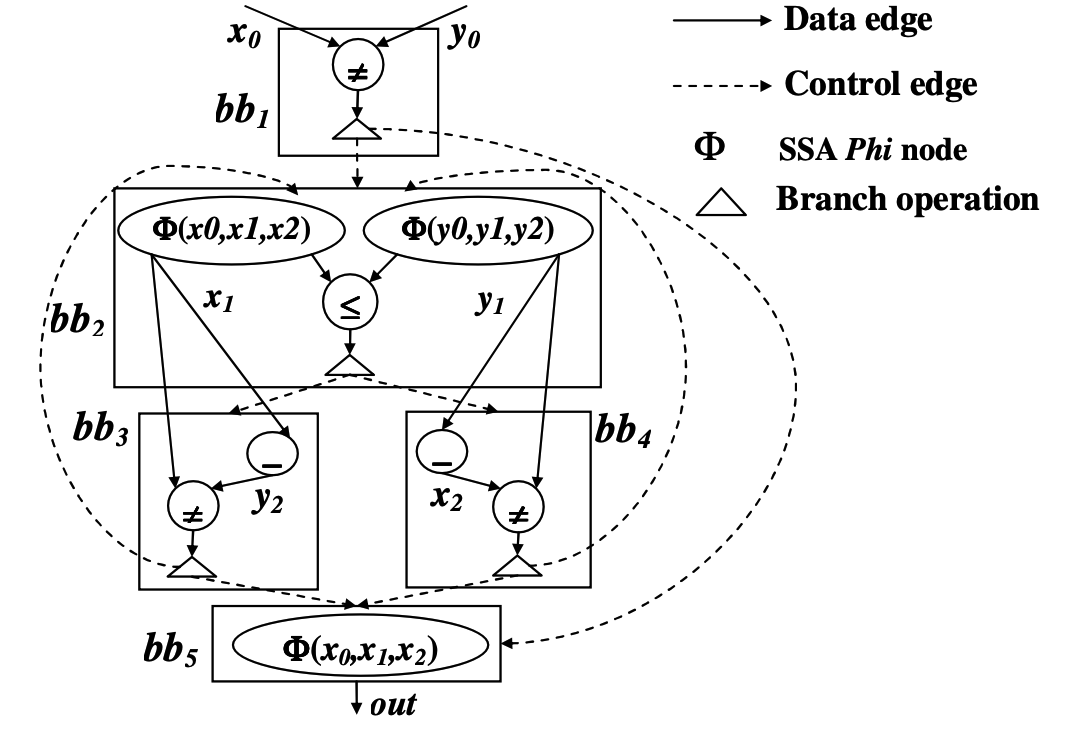 x₀
y₀
Data edge
≠
Control edge
bb₁
Φ SSA Phi node
Branch operation
Φ(x0,x1,x2)
Φ(y0,y1,y2)
x₁
≤
y₁
bb₂
bb₃
bb₄
–
–
y₂
x₂
≠
≠
bb₅
Φ(x₀,x₁,x₂)
out